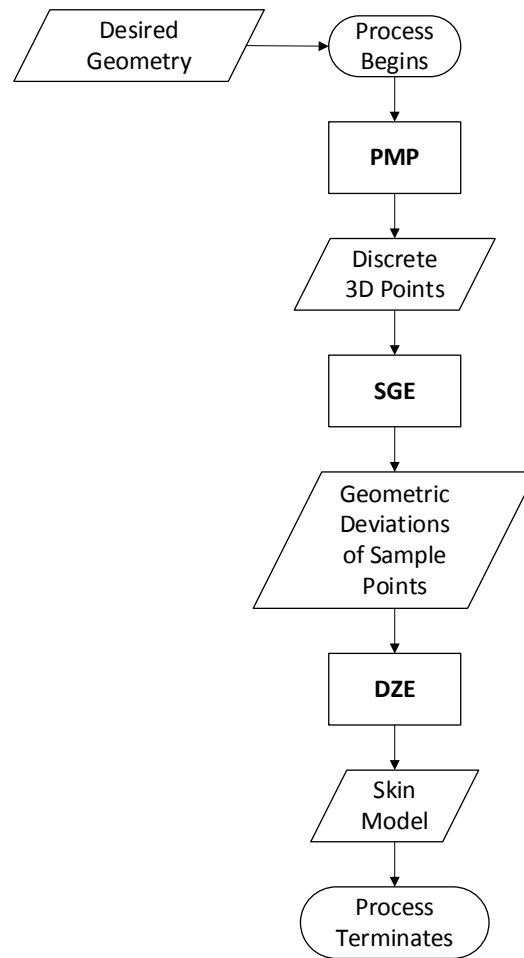 Desired
Geometry
Process
Begins
PMP
Discrete
3D Points
SGE
Geometric
Deviations
of Sample
Points
DZE
Skin
Model
Process
Terminates